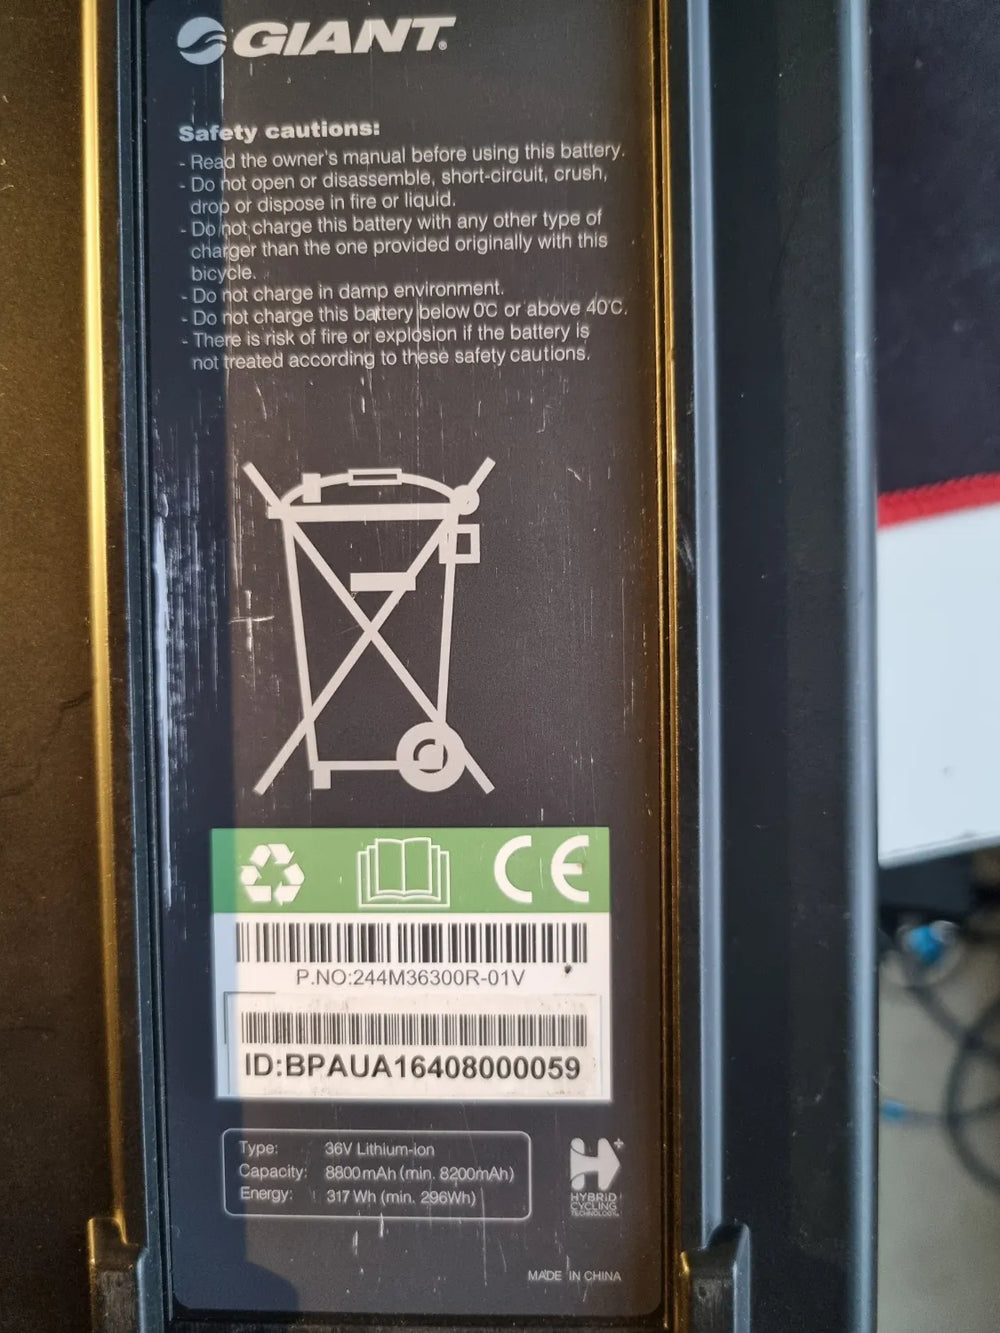 GIANT®
Safety cautions:
- Read the owner's manual before using this battery.
- Do not open or disassemble, short-circuit, crush,
drop or dispose in fire or liquid.
- Do not charge this battery with any other type of
charger than the one provided originally with this
bicycle.
- Do not charge in damp environment.
- Do not charge this battery below 0°C or above 40°C.
- There is risk of fire or explosion if the battery is
not treated according to these safety cautions.
CE
P.NO:244M36300R-01V
ID:BPAUA16408000059
Type: 36V Lithium-ion
Capacity: 8800mAh (min. 8200mAh)
Energy: 317 Wh (min. 296Wh)
H+
HYBRID
CYCLING
TECHNOLOGY™
MADE IN CHINA